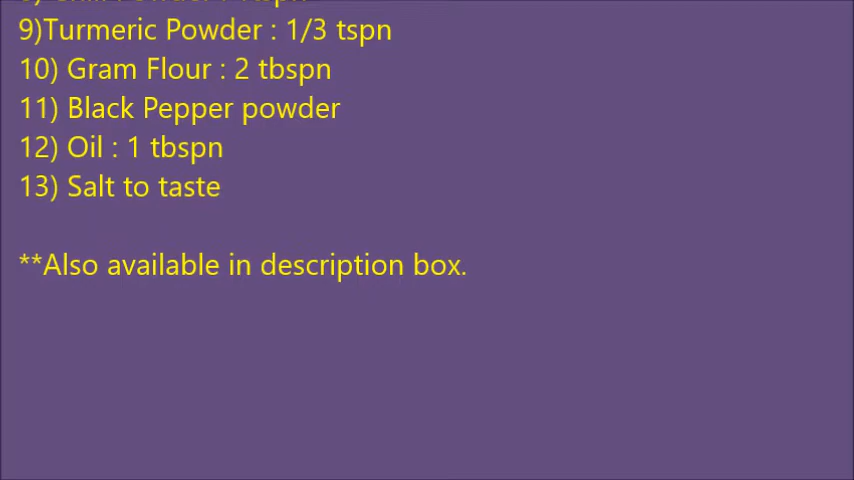 9)Turmeric Powder : 1/3 tspn
10) Gram Flour : 2 tbspn
11) Black Pepper powder
12) Oil : 1 tbspn
13) Salt to taste
**Also available in description box.